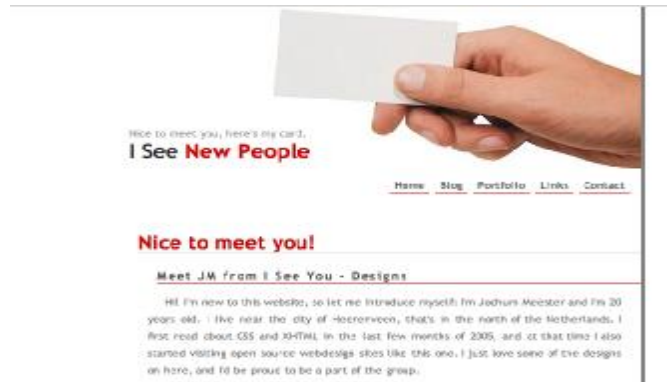 Nice to meet you, here's my card.
I See New People
Home Blog Portfolio Links Contact
Nice to meet you!
Meet JM from I See You - Designs
Hi! I'm new to this website, so let me introduce myself: I'm Jochum Meester and I'm 20
years old. I live near the city of Heerenveen, that's in the north of the Netherlands. I
first read about CSS and XHTML in the last few months of 2005, and at that time I also
started visiting open source webdesign sites like this one. I just love some of the designs
on here, and I'd be proud to be a part of the group.